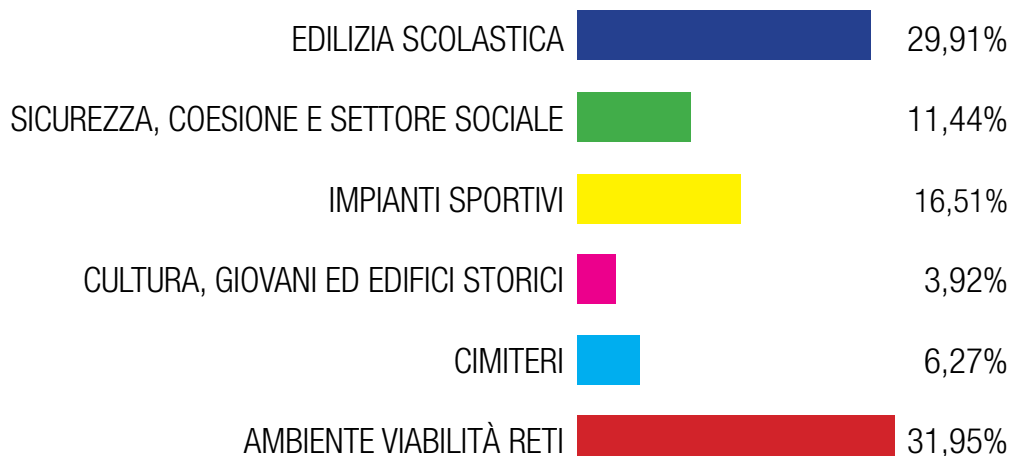 EDILIZIA SCOLASTICA 29,91%
SICUREZZA, COESIONE E SETTORE SOCIALE 11,44%
IMPIANTI SPORTIVI 16,51%
CULTURA, GIOVANI ED EDIFICI STORICI 3,92%
CIMITERI 6,27%
AMBIENTE VIABILITÀ RETI 31,95%